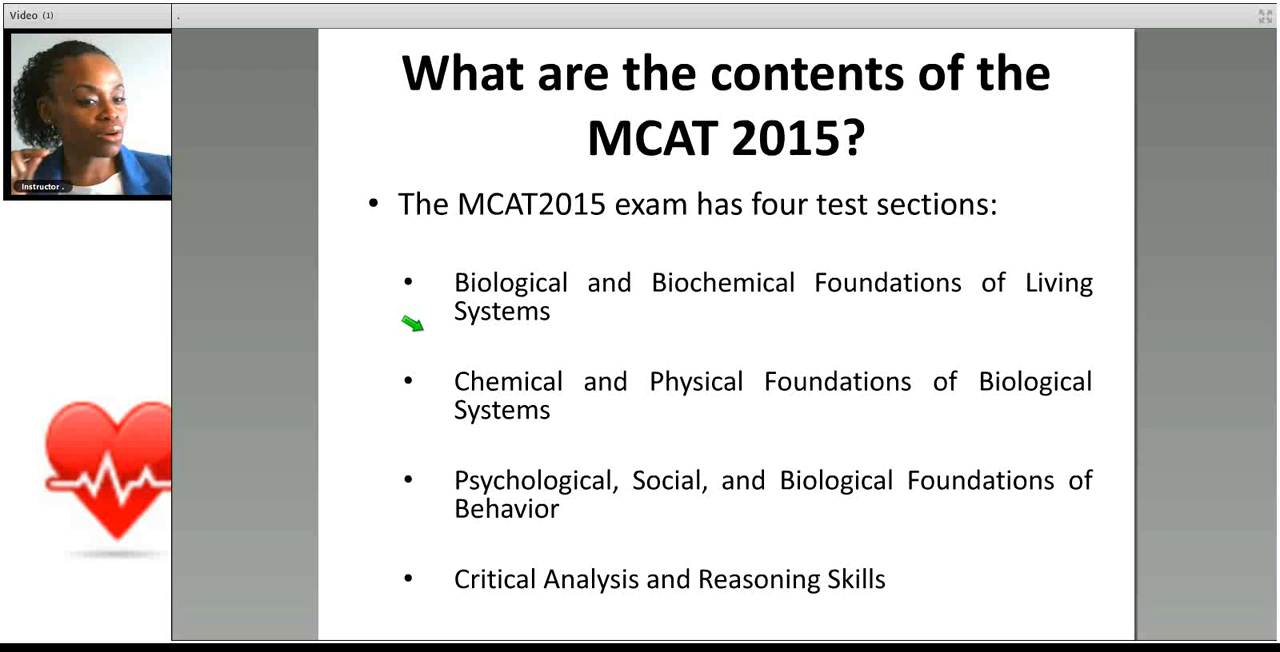 Video (1)
.
Instructor .
What are the contents of the
MCAT 2015?
• The MCAT2015 exam has four test sections:
• Biological and Biochemical Foundations of Living
Systems
• Chemical and Physical Foundations of Biological
Systems
• Psychological, Social, and Biological Foundations of
Behavior
• Critical Analysis and Reasoning Skills